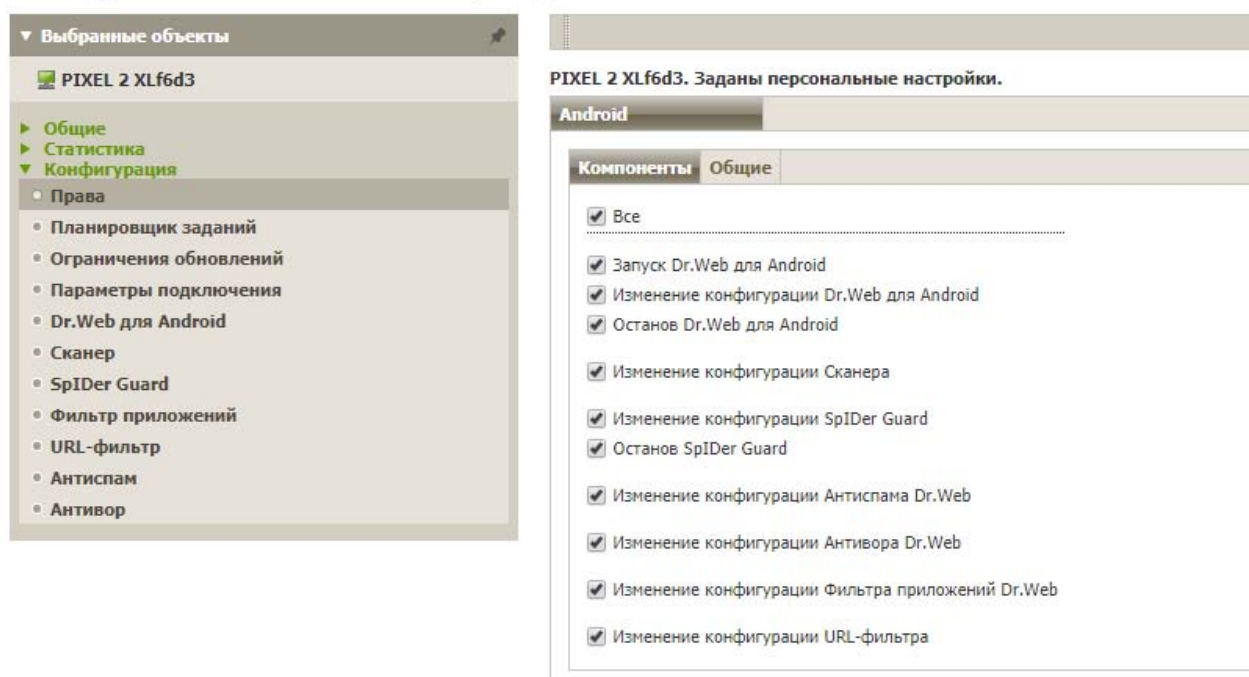 Выбранные объекты
PIXEL 2 XLf6d3
Общие
Статистика
Конфигурация
Права
Планировщик заданий
Ограничения обновлений
Параметры подключения
Dr.Web для Android
Сканер
SpIDer Guard
Фильтр приложений
URL-фильтр
Антиспам
Антивор
PIXEL 2 XLf6d3. Заданы персональные настройки.
Android
Компоненты Общие
Все
Запуск Dr.Web для Android
Изменение конфигурации Dr.Web для Android
Останов Dr.Web для Android
Изменение конфигурации Сканера
Изменение конфигурации SpIDer Guard
Останов SpIDer Guard
Изменение конфигурации Антиспама Dr.Web
Изменение конфигурации Антивора Dr.Web
Изменение конфигурации Фильтра приложений Dr.Web
Изменение конфигурации URL-фильтра